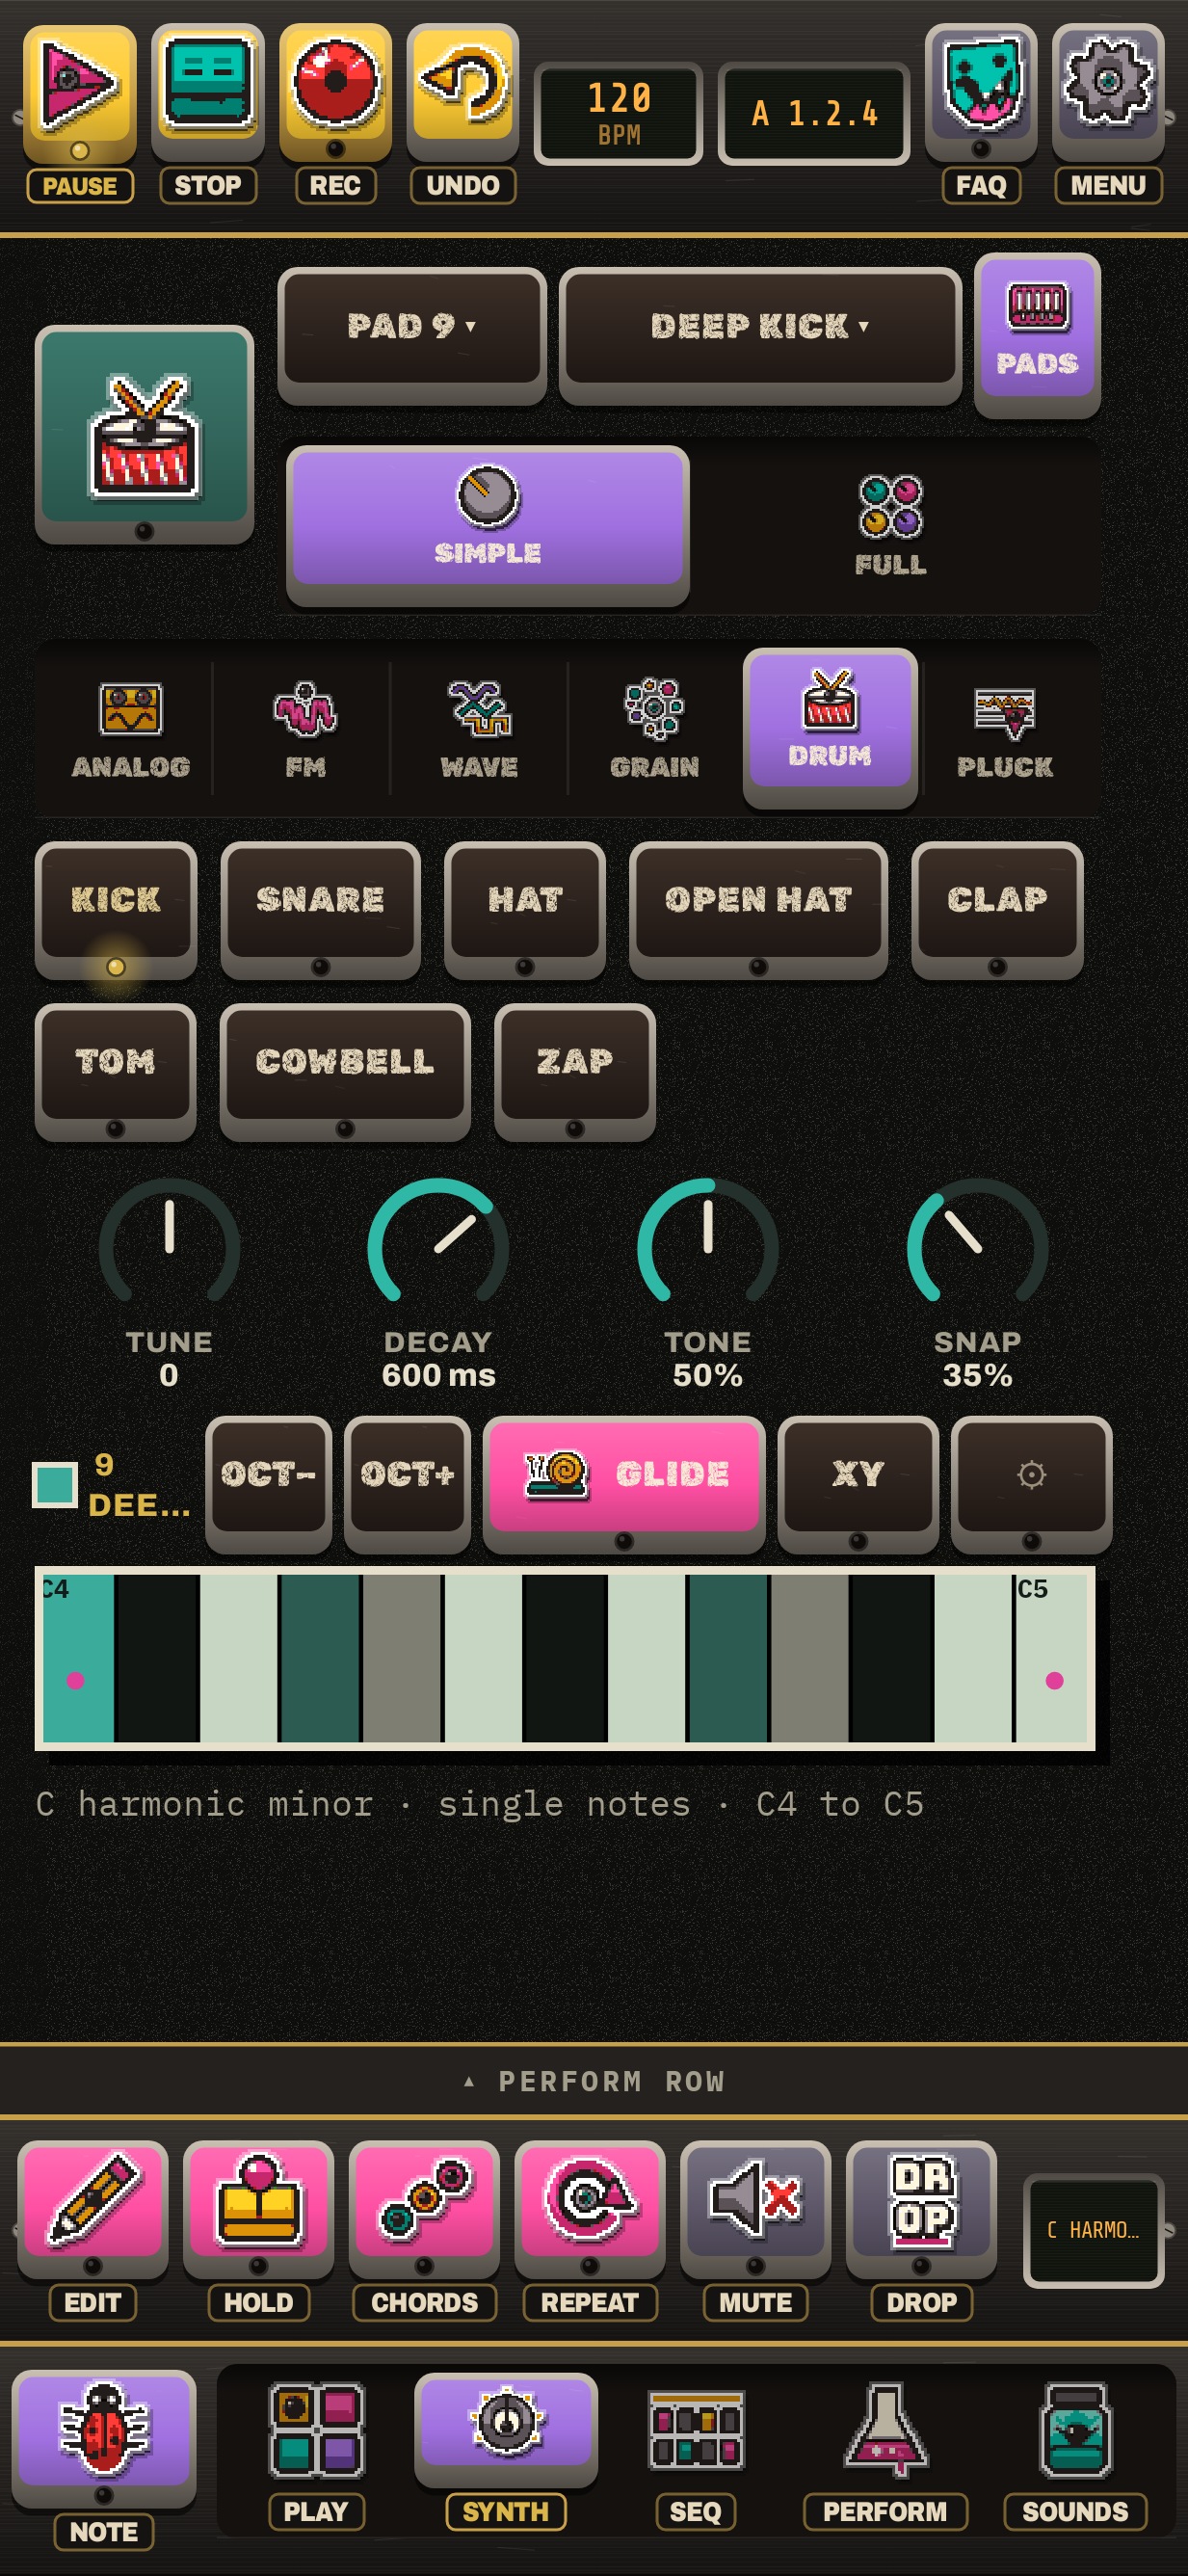 120
BPM
A 1.2.4
PAUSE
STOP
REC
UNDO
FAQ
MENU
PAD 9 ▾
DEEP KICK ▾
PADS
SIMPLE
FULL
ANALOG
FM
WAVE
GRAIN
DRUM
PLUCK
KICK
SNARE
HAT
OPEN HAT
CLAP
TOM
COWBELL
ZAP
TUNE
0
DECAY
600 ms
TONE
50%
SNAP
35%
9
DEE...
OCT-
OCT+
GLIDE
XY
C4
C5
C harmonic minor · single notes · C4 to C5
▴ PERFORM ROW
DR
OP
C HARMO...
EDIT
HOLD
CHORDS
REPEAT
MUTE
DROP
NOTE
PLAY
SYNTH
SEQ
PERFORM
SOUNDS